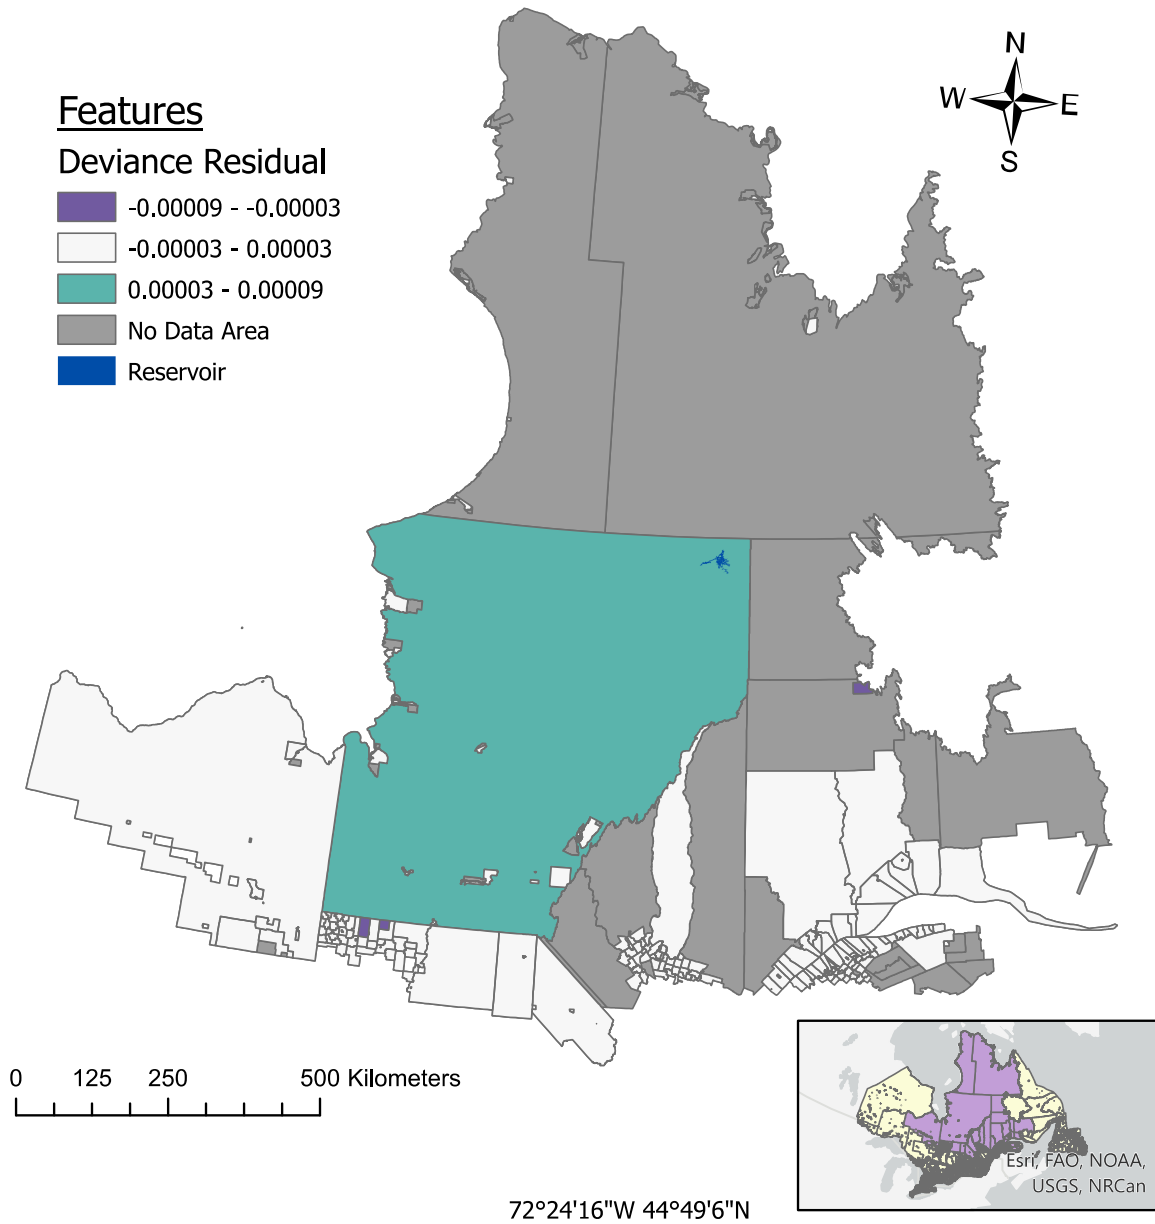 N
W
E
S
Features
Deviance Residual
-0.00009 - -0.00003
-0.00003 - 0.00003
0.00003 - 0.00009
No Data Area
Reservoir
0 125 250 500 Kilometers
Esri, FAO, NOAA,
USGS, NRCan
72°24'16"W 44°49'6"N